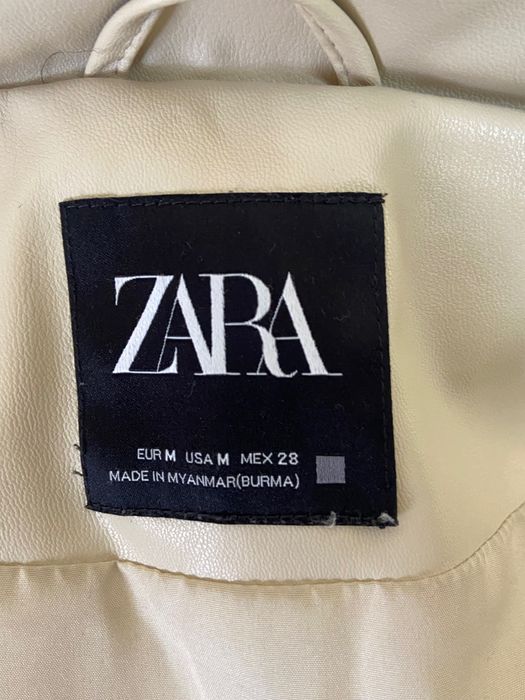 ZARA
EUR M USA M MEX 28
MADE IN MYANMAR(BURMA)